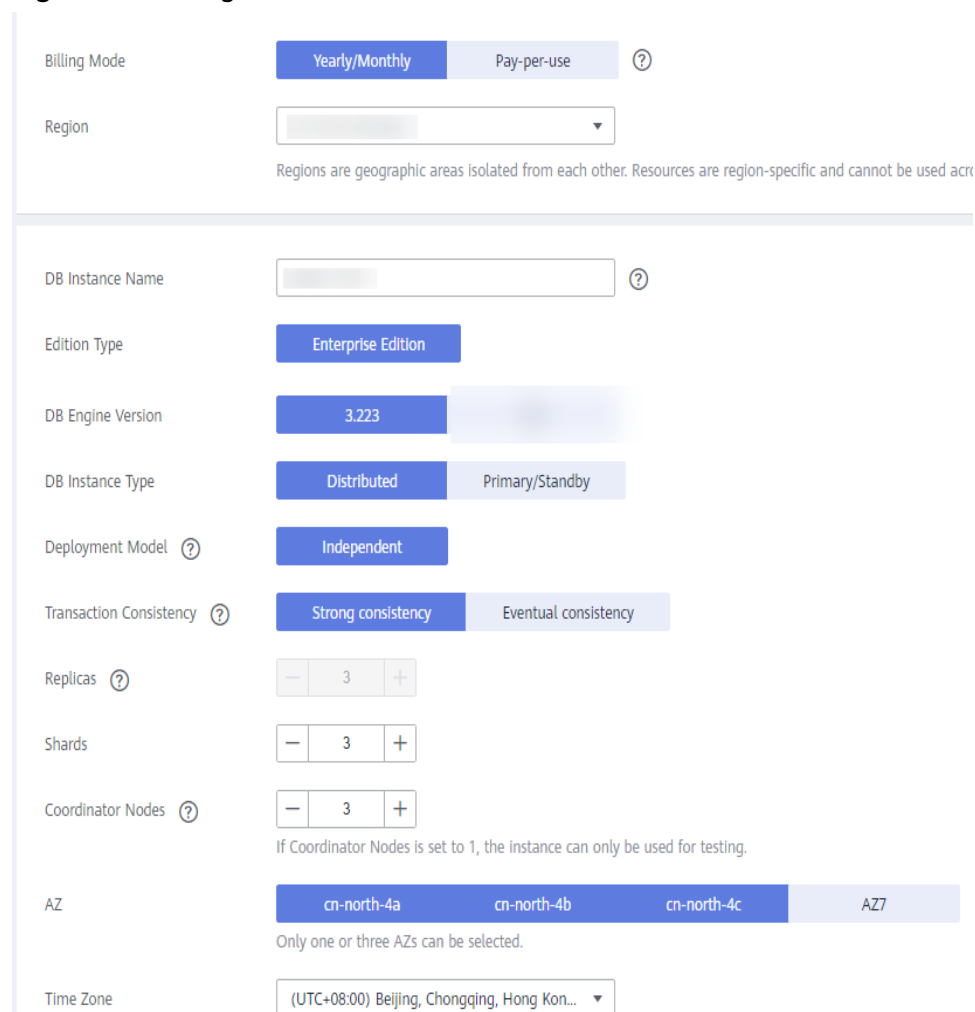 Billing Mode Yearly/Monthly Pay-per-use ?
Region
Regions are geographic areas isolated from each other. Resources are region-specific and cannot be used acro
DB Instance Name ?
Edition Type Enterprise Edition
DB Engine Version 3.223
DB Instance Type Distributed Primary/Standby
Deployment Model ? Independent
Transaction Consistency ? Strong consistency Eventual consistency
Replicas ? — 3 +
Shards — 3 +
Coordinator Nodes ? — 3 +
If Coordinator Nodes is set to 1, the instance can only be used for testing.
AZ cn-north-4a cn-north-4b cn-north-4c AZ7
Only one or three AZs can be selected.
Time Zone (UTC+08:00) Beijing, Chongqing, Hong Kon...